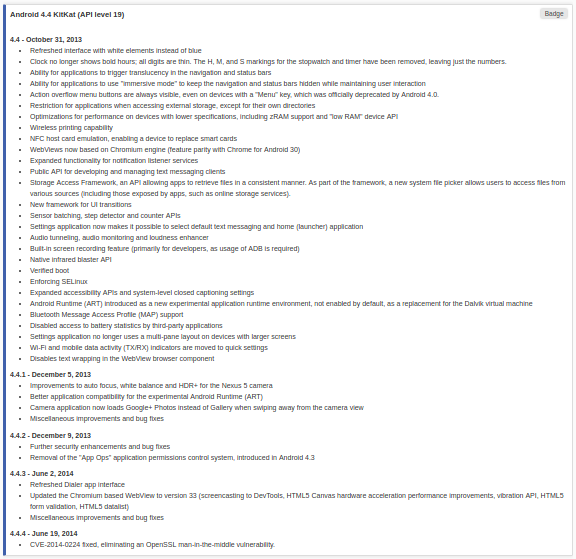 Android 4.4 KitKat (API level 19)
Badge
4.4 - October 31, 2013
Refreshed interface with white elements instead of blue
Clock no longer shows bold hours; all digits are thin. The H, M, and S markings for the stopwatch and timer have been removed, leaving just the numbers.
Ability for applications to trigger translucency in the navigation and status bars
Ability for applications to use "immersive mode" to keep the navigation and status bars hidden while maintaining user interaction
Action overflow menu buttons are always visible, even on devices with a "Menu" key, which was officially deprecated by Android 4.0.
Restriction for applications when accessing external storage, except for their own directories
Optimizations for performance on devices with lower specifications, including zRAM support and "low RAM" device API
Wireless printing capability
NFC host card emulation, enabling a device to replace smart cards
WebViews now based on Chromium engine (feature parity with Chrome for Android 30)
Expanded functionality for notification listener services
Public API for developing and managing text messaging clients
Storage Access Framework, an API allowing apps to retrieve files in a consistent manner. As part of the framework, a new system file picker allows users to access files from
various sources (including those exposed by apps, such as online storage services).
New framework for UI transitions
Sensor batching, step detector and counter APIs
Settings application now makes it possible to select default text messaging and home (launcher) application
Audio tunneling, audio monitoring and loudness enhancer
Built-in screen recording feature (primarily for developers, as usage of ADB is required)
Native infrared blaster API
Verified boot
Enforcing SELinux
Expanded accessibility APIs and system-level closed captioning settings
Android Runtime (ART) introduced as a new experimental application runtime environment, not enabled by default, as a replacement for the Dalvik virtual machine
Bluetooth Message Access Profile (MAP) support
Disabled access to battery statistics by third-party applications
Settings application no longer uses a multi-pane layout on devices with larger screens
Wi-Fi and mobile data activity (TX/RX) indicators are moved to quick settings
Disables text wrapping in the WebView browser component
4.4.1 - December 5, 2013
Improvements to auto focus, white balance and HDR+ for the Nexus 5 camera
Better application compatibility for the experimental Android Runtime (ART)
Camera application now loads Google+ Photos instead of Gallery when swiping away from the camera view
Miscellaneous improvements and bug fixes
4.4.2 - December 9, 2013
Further security enhancements and bug fixes
Removal of the "App Ops" application permissions control system, introduced in Android 4.3
4.4.3 - June 2, 2014
Refreshed Dialer app interface
Updated the Chromium based WebView to version 33 (screencasting to DevTools, HTML5 Canvas hardware acceleration performance improvements, vibration API, HTML5
form validation, HTML5 datalist)
Miscellaneous improvements and bug fixes
4.4.4 - June 19, 2014
CVE-2014-0224 fixed, eliminating an OpenSSL man-in-the-middle vulnerability.